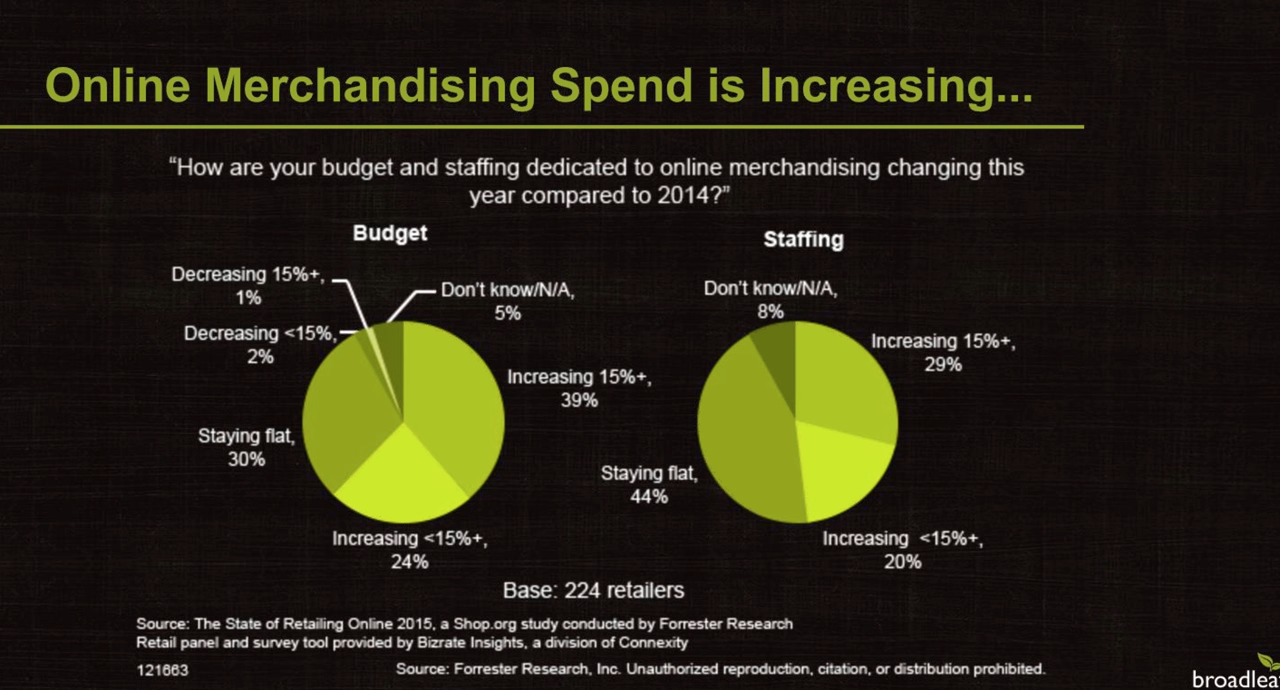 Online Merchandising Spend is Increasing...
“How are your budget and staffing dedicated to online merchandising changing this
year compared to 2014?”
Budget
Decreasing 15%+,
1%
Don't know/N/A,
5%
Decreasing <15%,
2%
Increasing 15%+,
39%
Staying flat,
30%
Increasing <15%+,
24%
Staffing
Don't know/N/A,
8%
Increasing 15%+,
29%
Staying flat,
44%
Increasing <15%+,
20%
Base: 224 retailers
Source: The State of Retailing Online 2015, a Shop.org study conducted by Forrester Research
Retail panel and survey tool provided by Bizrate Insights, a division of Connexity
121663
Source: Forrester Research, Inc. Unauthorized reproduction, citation, or distribution prohibited.
broadlea